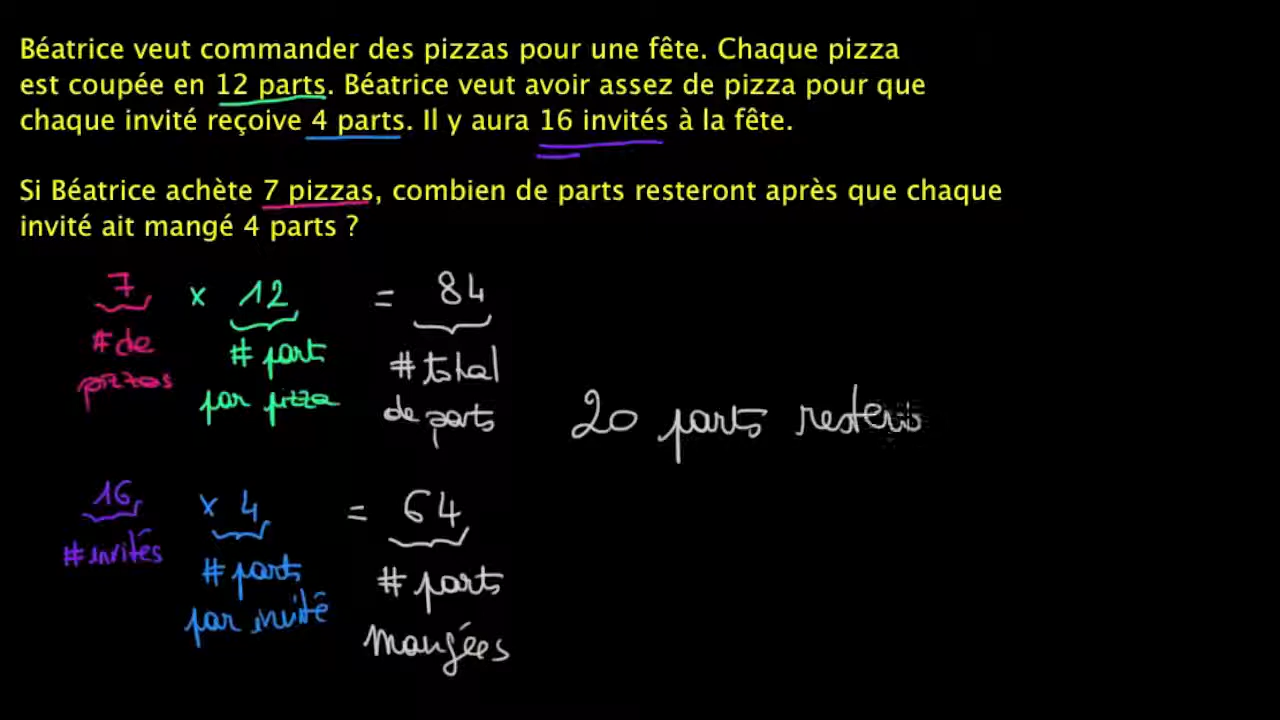 Béatrice veut commander des pizzas pour une fête. Chaque pizza
est coupée en 12 parts. Béatrice veut avoir assez de pizza pour que
chaque invité reçoive 4 parts. Il y aura 16 invités à la fête.
Si Béatrice achète 7 pizzas, combien de parts resteront après que chaque
invité ait mangé 4 parts ?
7 × 12 = 84
# de
pizzas
# parts
par pizza
# total
de parts
20 parts
16 × 4 = 64
# invités
# parts
par invité
# parts
mangées